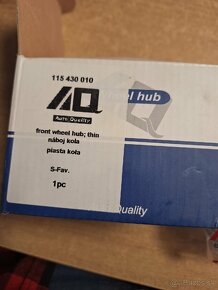 115 430 010
AQ
eel hub
Auto Quality
front wheel hub; thin
náboj kola
piasta koła
S-Fav.
1pc
Quality